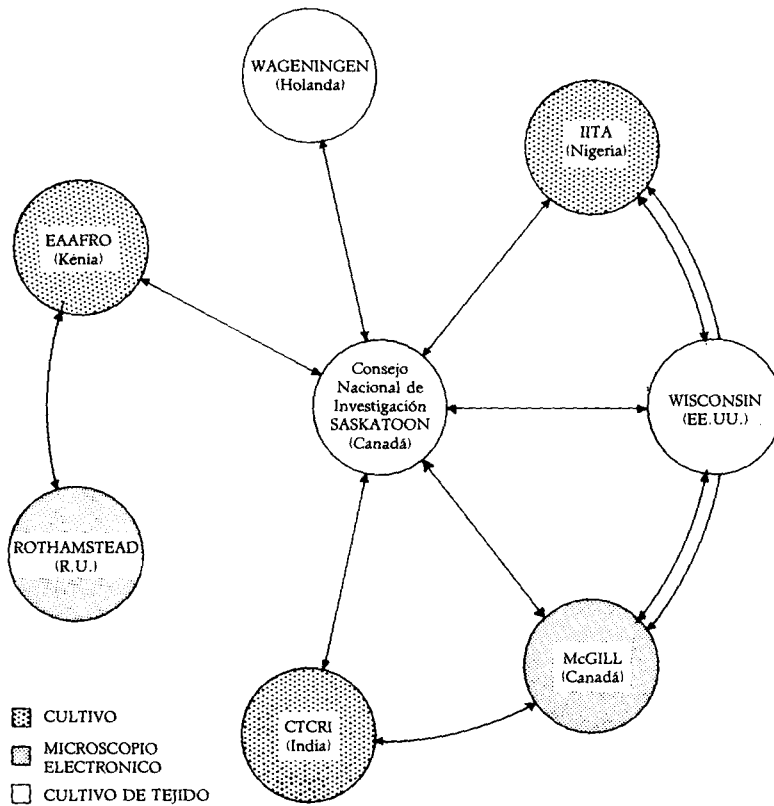 WAGENINGEN
(Holanda)
IITA
(Nigeria)
EAAFRO
(Kénia)
Consejo
Nacional de
Investigación
SASKATOON
(Canadá)
WISCONSIN
(EE.UU.)
ROTHAMSTEAD
(R.U.)
McGILL
(Canadá)
CTCRI
(India)
CULTIVO
MICROSCOPIO
ELECTRONICO
CULTIVO DE TEJIDO